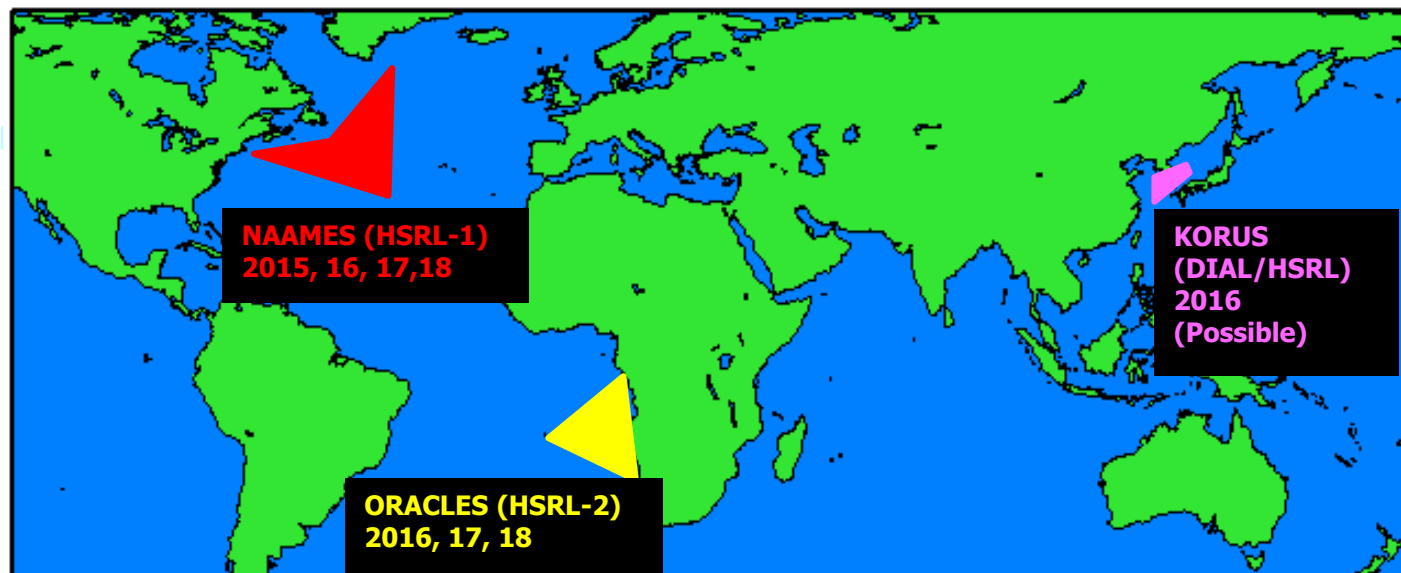 NAAMES (HSRL-1)
2015, 16, 17,18
KORUS
(DIAL/HSRL)
2016
(Possible)
ORACLES (HSRL-2)
2016, 17, 18